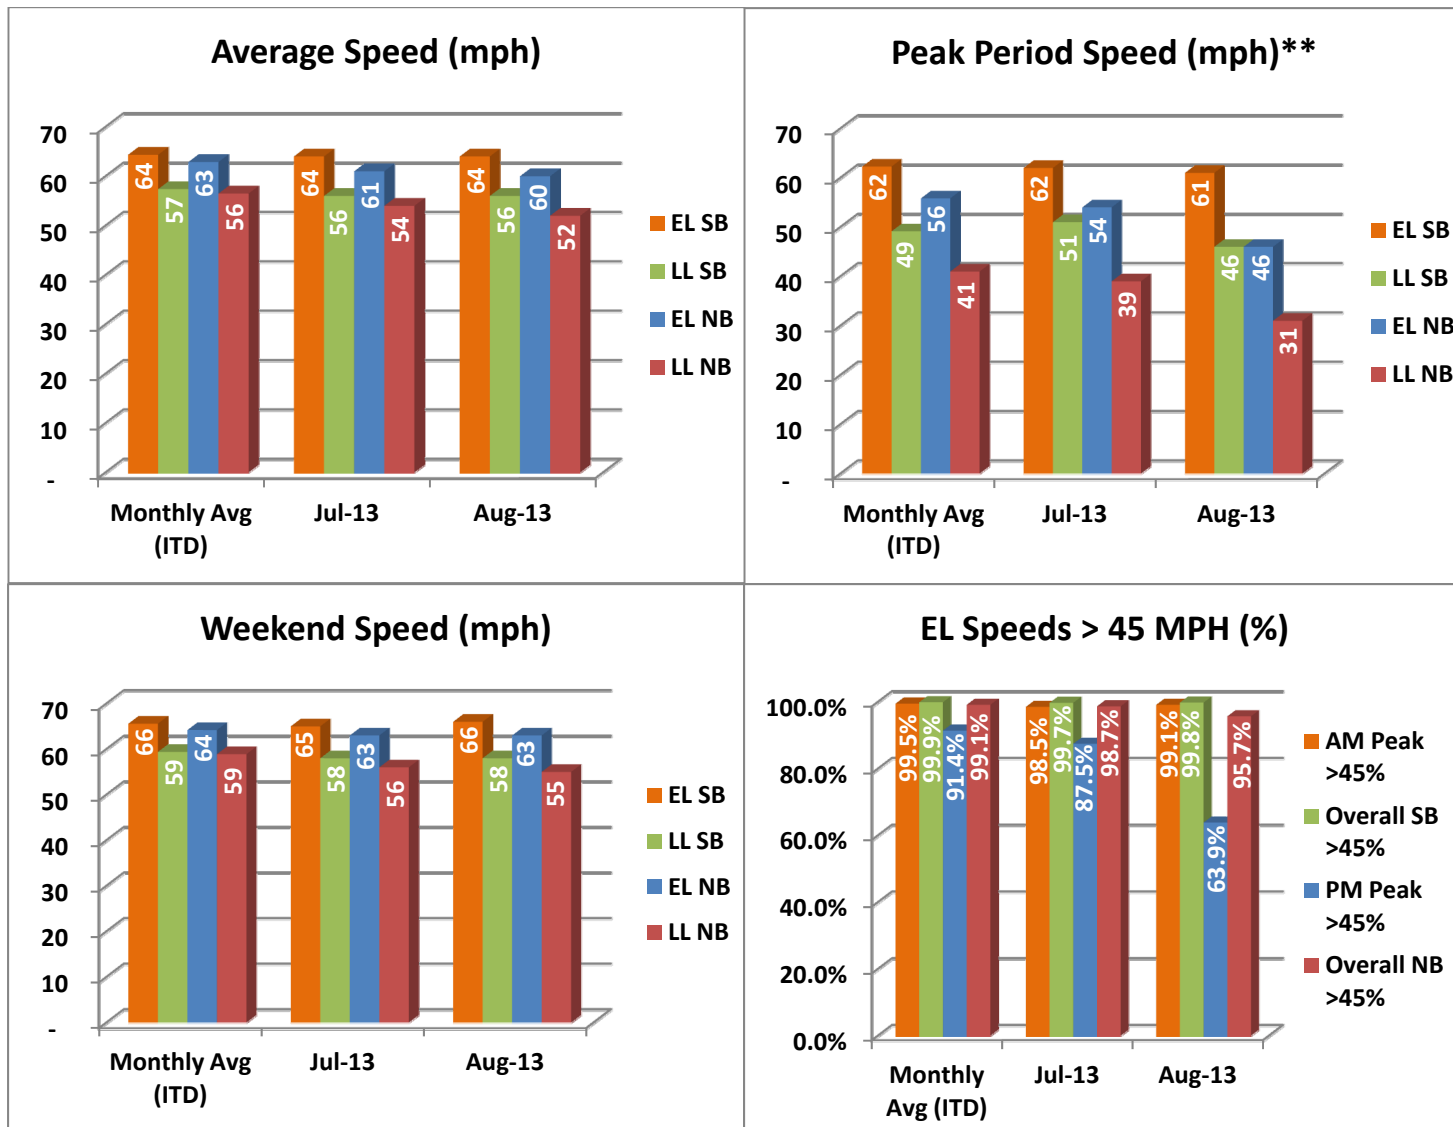 Average Speed (mph)
70
60
50
40
30
20
10
-
64
57
63
56
64
56
61
54
64
56
60
52
Monthly Avg
(ITD)
Jul-13
Aug-13
EL SB
LL SB
EL NB
LL NB
Peak Period Speed (mph)**
70
60
50
40
30
20
10
-
62
49
56
41
62
51
54
39
61
46
46
31
Monthly Avg
(ITD)
Jul-13
Aug-13
EL SB
LL SB
EL NB
LL NB
Weekend Speed (mph)
70
60
50
40
30
20
10
-
66
59
64
59
65
58
63
56
66
58
63
55
Monthly Avg
(ITD)
Jul-13
Aug-13
EL SB
LL SB
EL NB
LL NB
EL Speeds > 45 MPH (%)
100.0%
80.0%
60.0%
40.0%
20.0%
0.0%
99.5%
99.9%
91.4%
99.1%
98.5%
99.7%
87.5%
98.7%
99.1%
99.8%
63.9%
95.7%
Monthly
Avg (ITD)
Jul-13
Aug-13
AM Peak
>45%
Overall SB
>45%
PM Peak
>45%
Overall NB
>45%